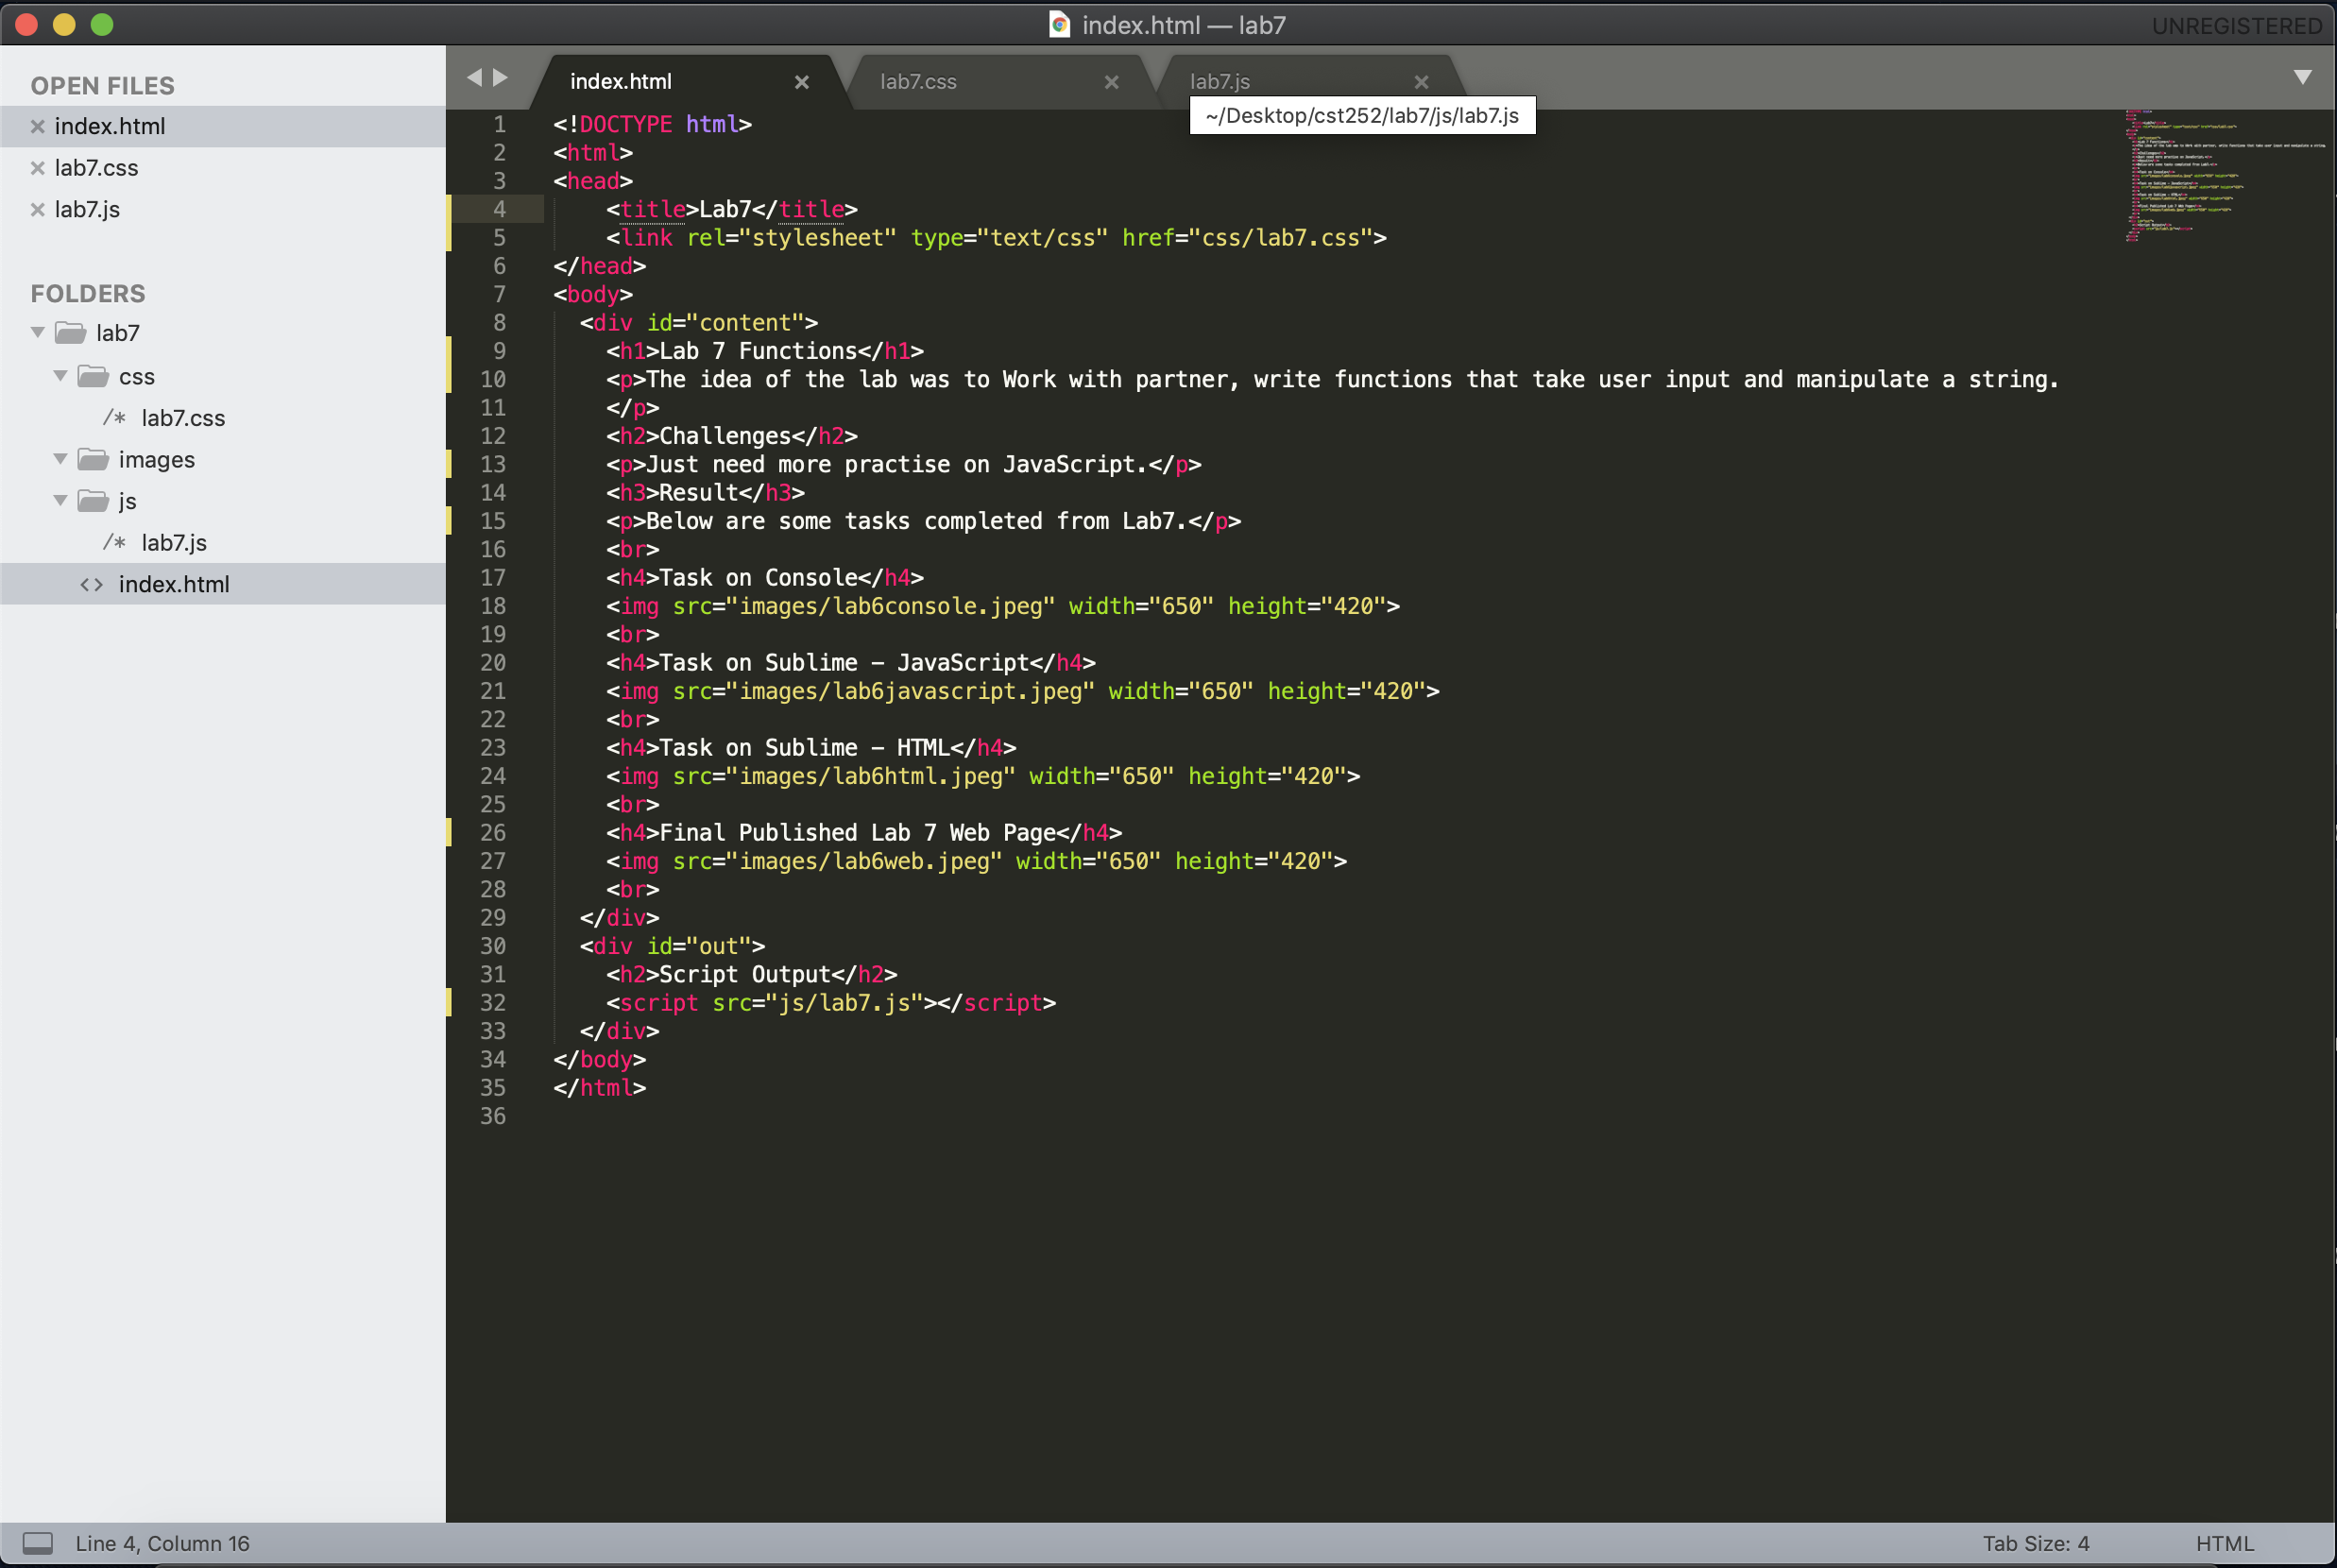 index.html — lab7
UNREGISTERED
OPEN FILES
index.html
lab7.css
lab7.js
FOLDERS
lab7
css
/* lab7.css
images
js
/* lab7.js
<> index.html
index.html
lab7.css
lab7.js
~/Desktop/cst252/lab7/js/lab7.js
1 <!DOCTYPE html>
2 <html>
3 <head>
4     <title>Lab7</title>
5     <link rel="stylesheet" type="text/css" href="css/lab7.css">
6 </head>
7 <body>
8   <div id="content">
9     <h1>Lab 7 Functions</h1>
10     <p>The idea of the lab was to Work with partner, write functions that take user input and manipulate a string.
11     </p>
12     <h2>Challenges</h2>
13     <p>Just need more practise on JavaScript.</p>
14     <h3>Result</h3>
15     <p>Below are some tasks completed from Lab7.</p>
16     <br>
17     <h4>Task on Console</h4>
18     <img src="images/lab6console.jpeg" width="650" height="420">
19     <br>
20     <h4>Task on Sublime – JavaScript</h4>
21     <img src="images/lab6javascript.jpeg" width="650" height="420">
22     <br>
23     <h4>Task on Sublime – HTML</h4>
24     <img src="images/lab6html.jpeg" width="650" height="420">
25     <br>
26     <h4>Final Published Lab 7 Web Page</h4>
27     <img src="images/lab6web.jpeg" width="650" height="420">
28     <br>
29   </div>
30   <div id="out">
31     <h2>Script Output</h2>
32     <script src="js/lab7.js"></script>
33   </div>
34 </body>
35 </html>
36
Line 4, Column 16
Tab Size: 4
HTML